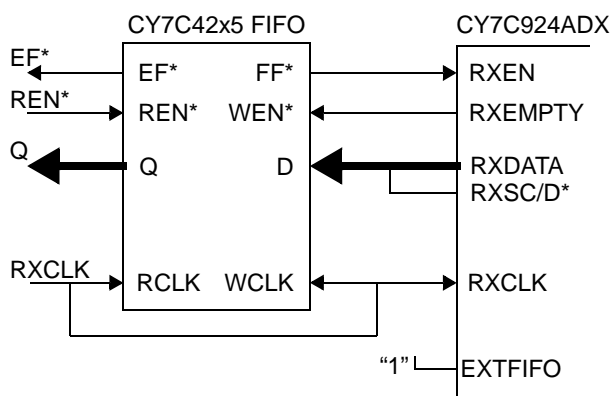 CY7C42x5 FIFO CY7C924ADX
EF* EF* FF* RXEN
REN* REN* WEN* RXEMPTY
Q Q D RXDATA
RXSC/D*
RXCLK RCLK WCLK RXCLK
“1” EXTFIFO